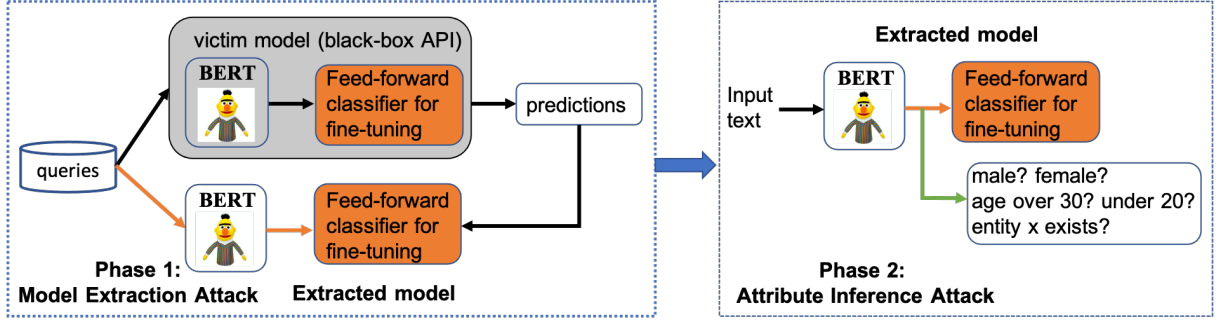 victim model (black-box API)
BERT
Feed-forward
classifier for
fine-tuning
predictions
queries
BERT
Feed-forward
classifier for
fine-tuning
Phase 1:
Model Extraction Attack
Extracted model
Extracted model
Input
text
BERT
Feed-forward
classifier for
fine-tuning
male? female?
age over 30? under 20?
entity x exists?
Phase 2:
Attribute Inference Attack